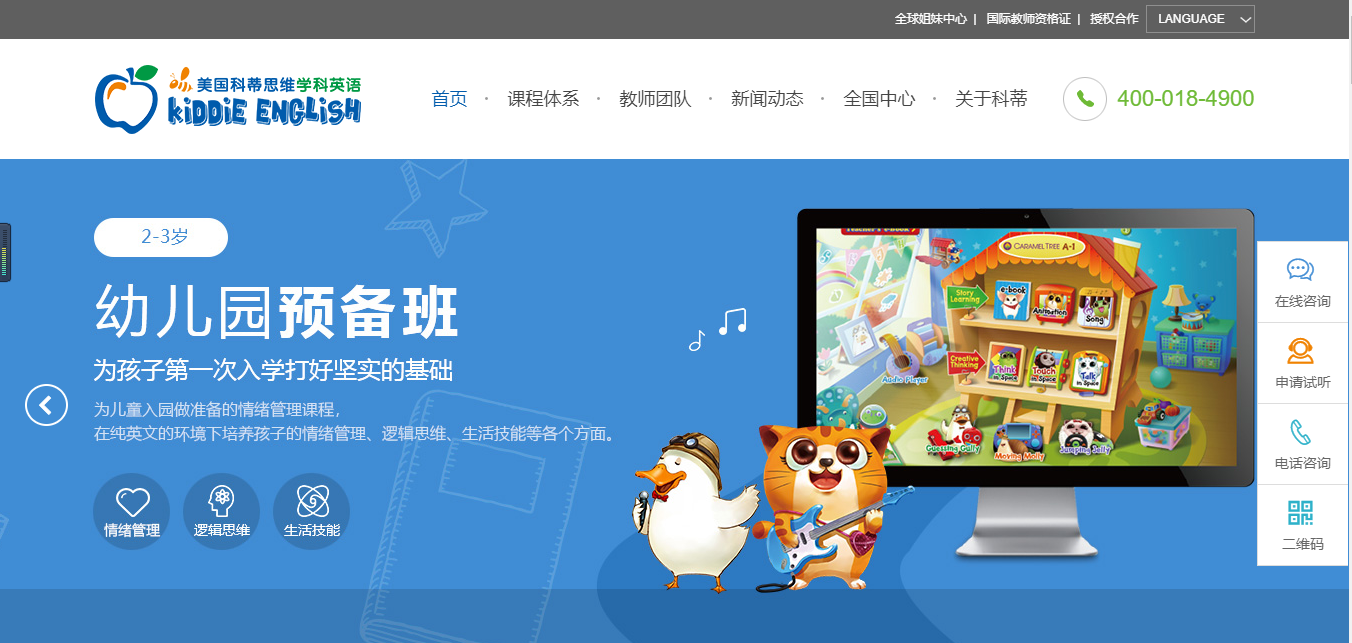 全球姐妹中心 | 国际教师资格证 | 授权合作 LANGUAGE
美国科蒂思维学科英语
KiDDiE ENGLiSH
首页 · 课程体系 · 教师团队 · 新闻动态 · 全国中心 · 关于科蒂
400-018-4900
2-3岁
幼儿园预备班
为孩子第一次入学打好坚实的基础
为儿童入园做准备的情绪管理课程，
在纯英文的环境下培养孩子的情绪管理、逻辑思维、生活技能等各个方面。
情绪管理
逻辑思维
生活技能
Teacher's e-Book
CARAMEL TREE A-1
Story Learning
e-book
Animation
Song
Creative Thinking
Think in Space
Touch in Space
Talk in Space
Audio Player
Guessing Gully
Moving Molly
Jumping Jelly
在线咨询
申请试听
电话咨询
二维码